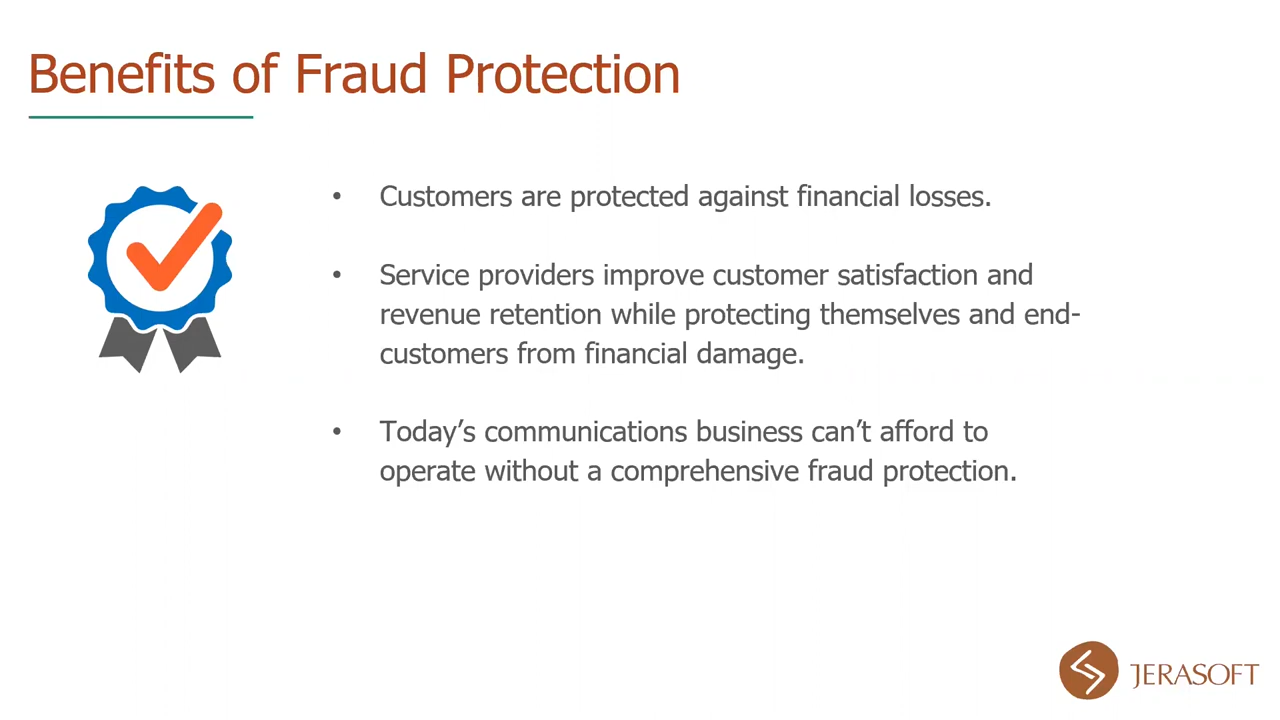 Benefits of Fraud Protection
• Customers are protected against financial losses.
• Service providers improve customer satisfaction and
revenue retention while protecting themselves and end-
customers from financial damage.
• Today’s communications business can’t afford to
operate without a comprehensive fraud protection.
JERASOFT